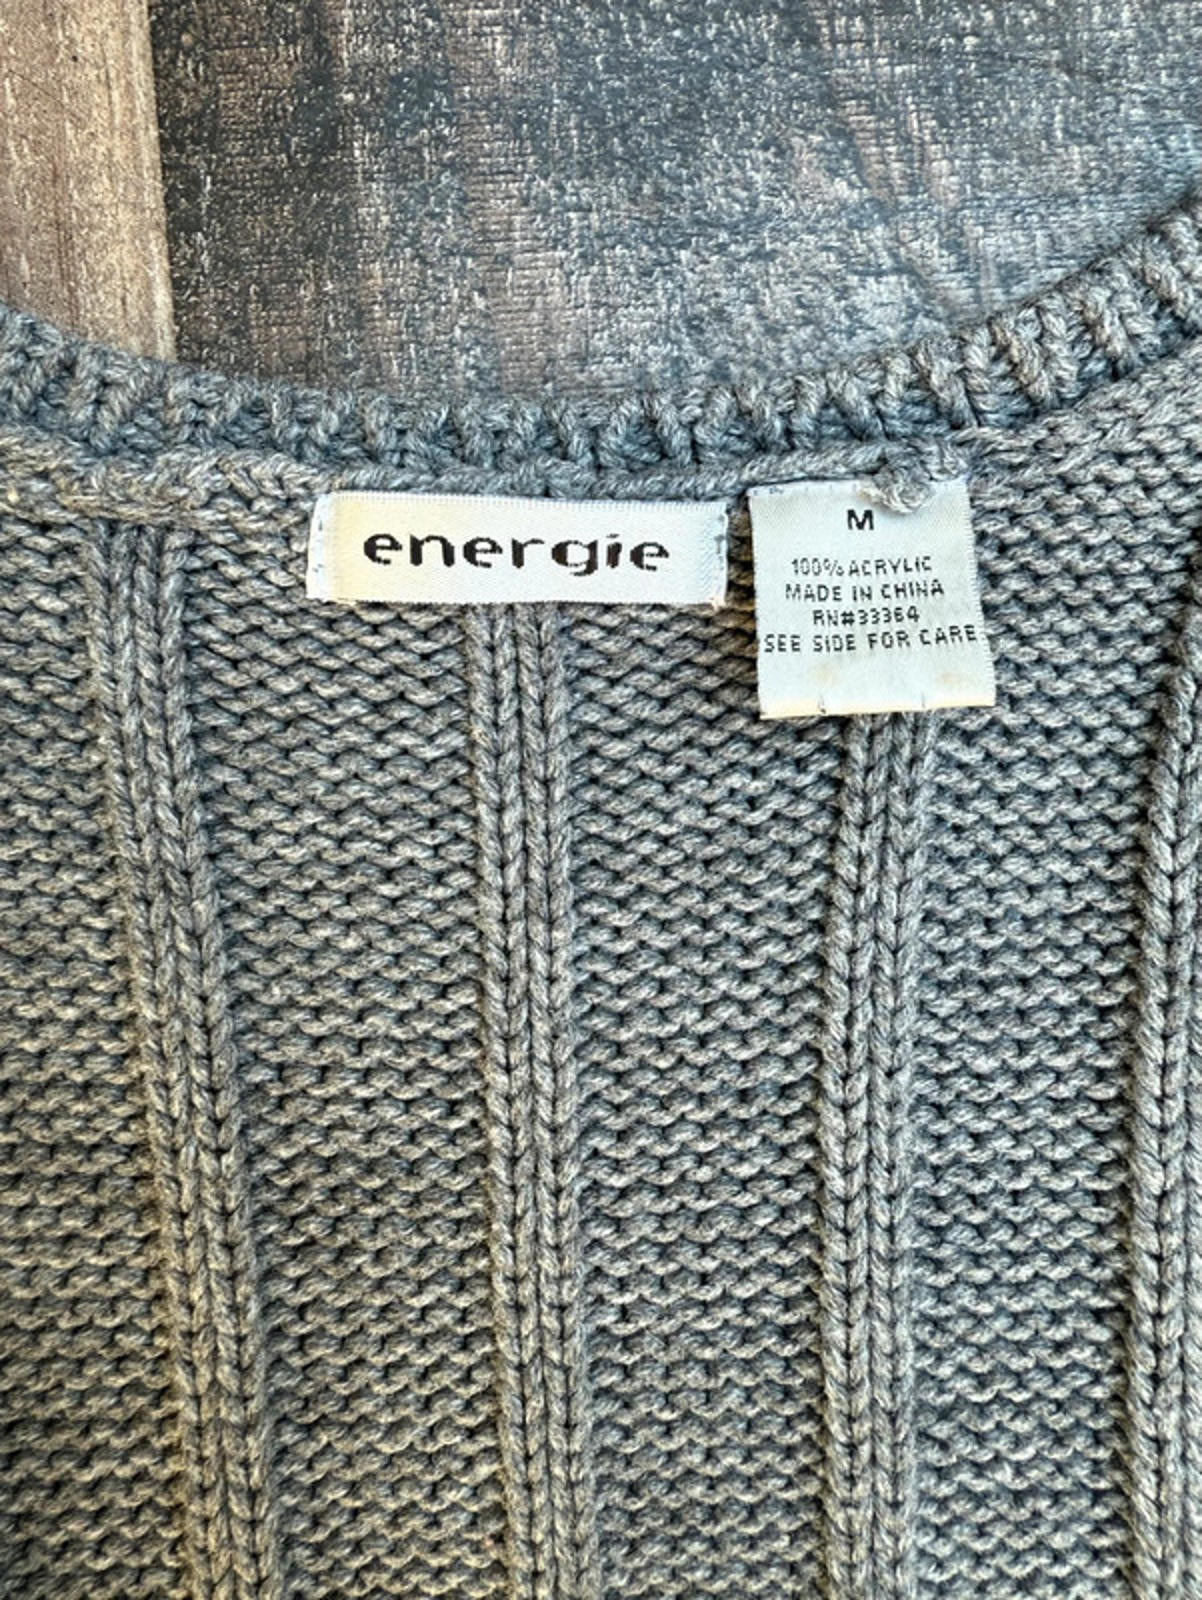 energie
M
100% ACRYLIC
MADE IN CHINA
RN#33364
SEE SIDE FOR CARE